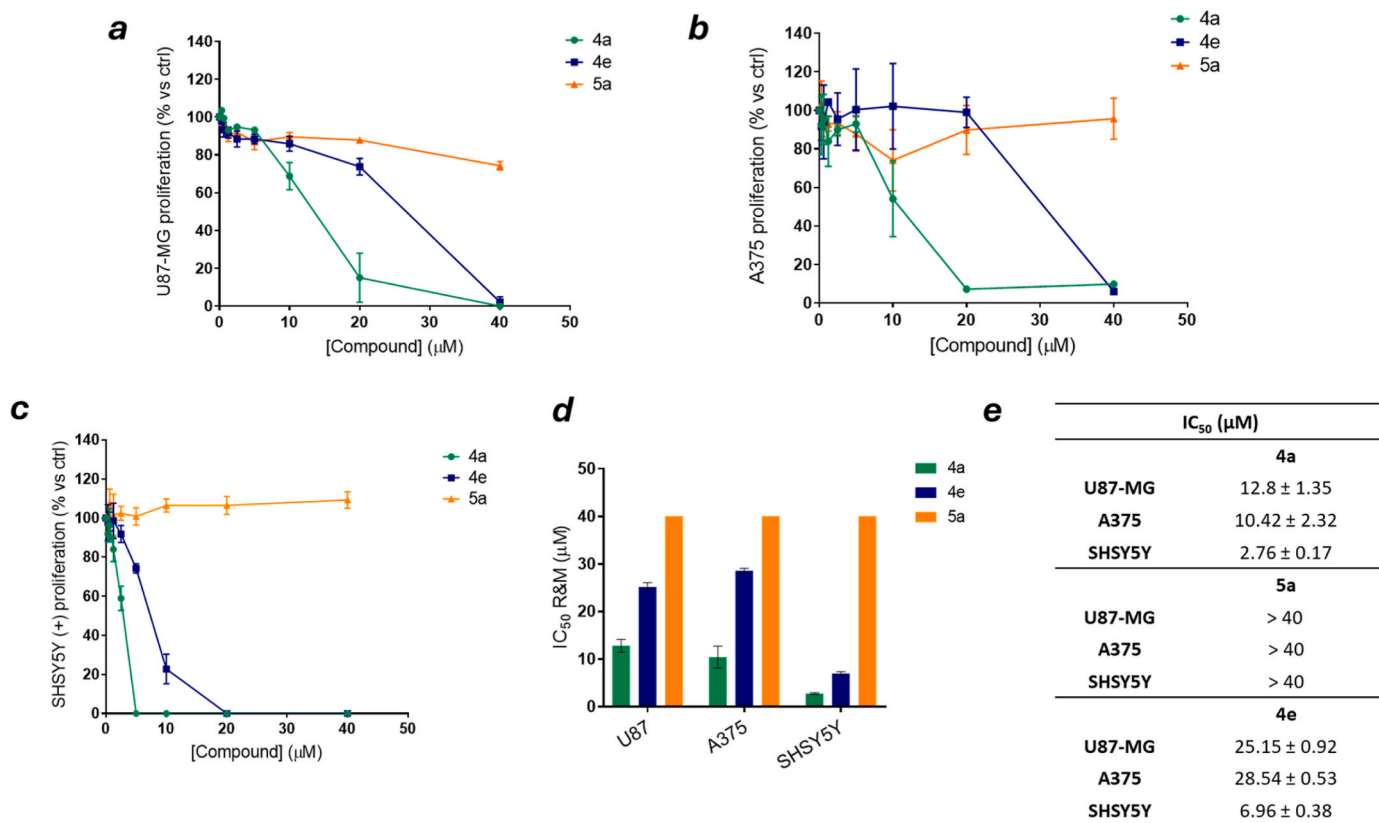 a
U87-MG proliferation (% vs ctrl)
140
120
100
80
60
40
20
0
0 10 20 30 40 50
[Compound] (μM)
4a
4e
5a
b
A375 proliferation (% vs ctrl)
140
120
100
80
60
40
20
0
0 10 20 30 40 50
[Compound] (μM)
4a
4e
5a
c
SHSY5Y (+) proliferation (% vs ctrl)
140
120
100
80
60
40
20
0
0 10 20 30 40 50
[Compound] (μM)
4a
4e
5a
d
IC50 R&M (μM)
50
40
30
20
10
0
U87 A375 SHSY5Y
4a
4e
5a
e
IC50 (μM)
4a
U87-MG 12.8 ± 1.35
A375 10.42 ± 2.32
SHSY5Y 2.76 ± 0.17
5a
U87-MG > 40
A375 > 40
SHSY5Y > 40
4e
U87-MG 25.15 ± 0.92
A375 28.54 ± 0.53
SHSY5Y 6.96 ± 0.38